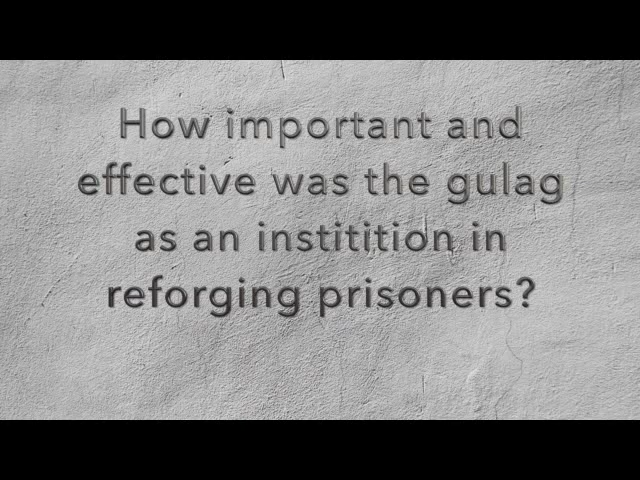 How important and
effective was the gulag
as an institition in
reforging prisoners?